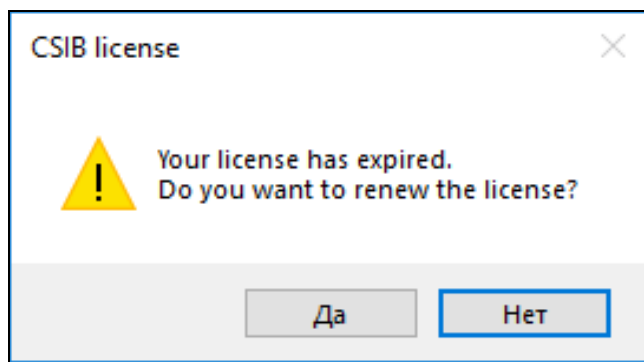 CSIB license
Your license has expired.
Do you want to renew the license?
Да
Нет